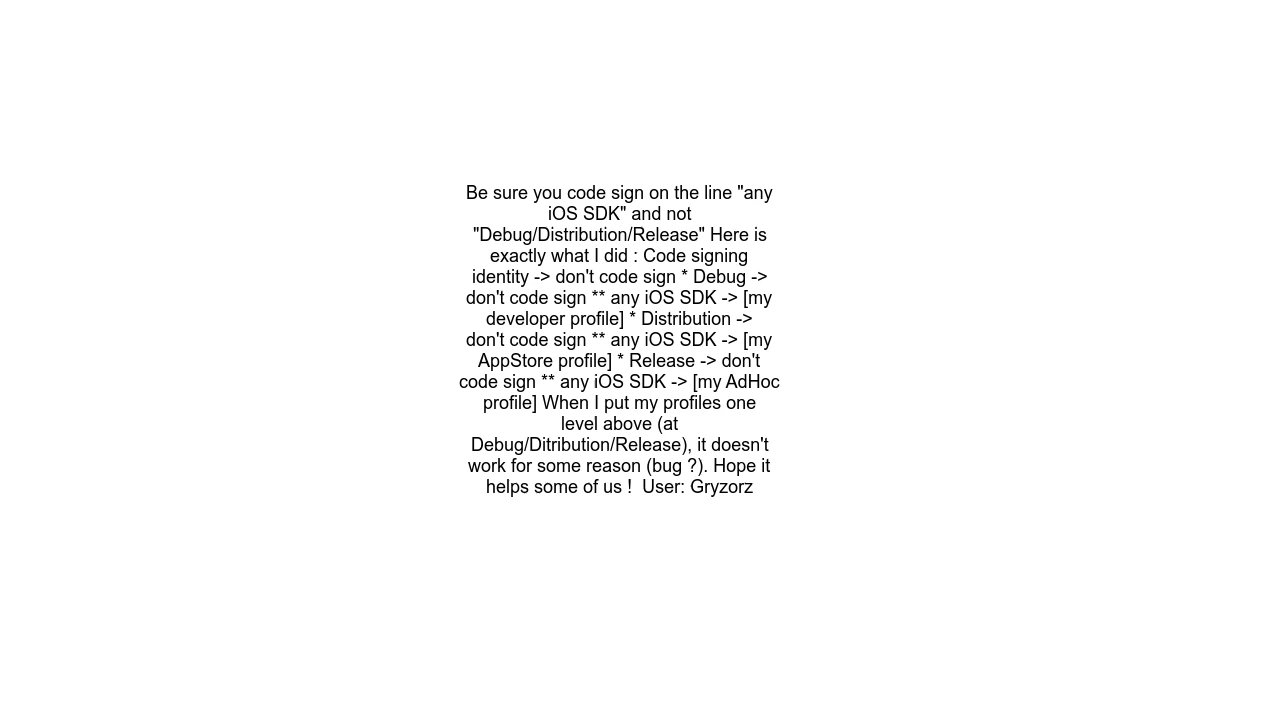 Be sure you code sign on the line "any
iOS SDK" and not
"Debug/Distribution/Release" Here is
exactly what I did : Code signing
identity -> don't code sign * Debug ->
don't code sign ** any iOS SDK -> [my
developer profile] * Distribution ->
don't code sign ** any iOS SDK -> [my
AppStore profile] * Release -> don't
code sign ** any iOS SDK -> [my AdHoc
profile] When I put my profiles one
level above (at
Debug/Ditribution/Release), it doesn't
work for some reason (bug ?). Hope it
helps some of us !  User: Gryzorz